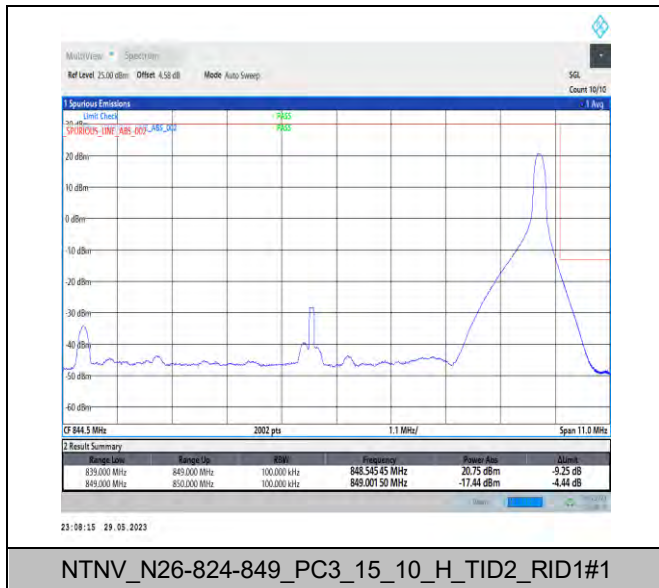 MultiView Spectrum
Ref Level 25.00 dBm Offset 4.58 dB Mode Auto Sweep SGL
Count 10/10
1 Spurious Emissions 1 Avg
Limit Check PASS
SPURIOUS_LINE_ABS_002 PASS
20 dBm
10 dBm
0 dBm
-10 dBm
-20 dBm
-30 dBm
-40 dBm
-50 dBm
-60 dBm
CF 844.5 MHz 2002 pts 1.1 MHz/ Span 11.0 MHz
2 Result Summary
Range Low Range Up RBW Frequency Power Abs ΔLimit
839.000 MHz 849.000 MHz 100.000 kHz 848.54545 MHz 20.75 dBm -9.25 dB
849.000 MHz 850.000 MHz 100.000 kHz 849.00150 MHz -17.44 dBm -4.44 dB
23:08:15 29.05.2023
NTNV_N26-824-849_PC3_15_10_H_TID2_RID1#1